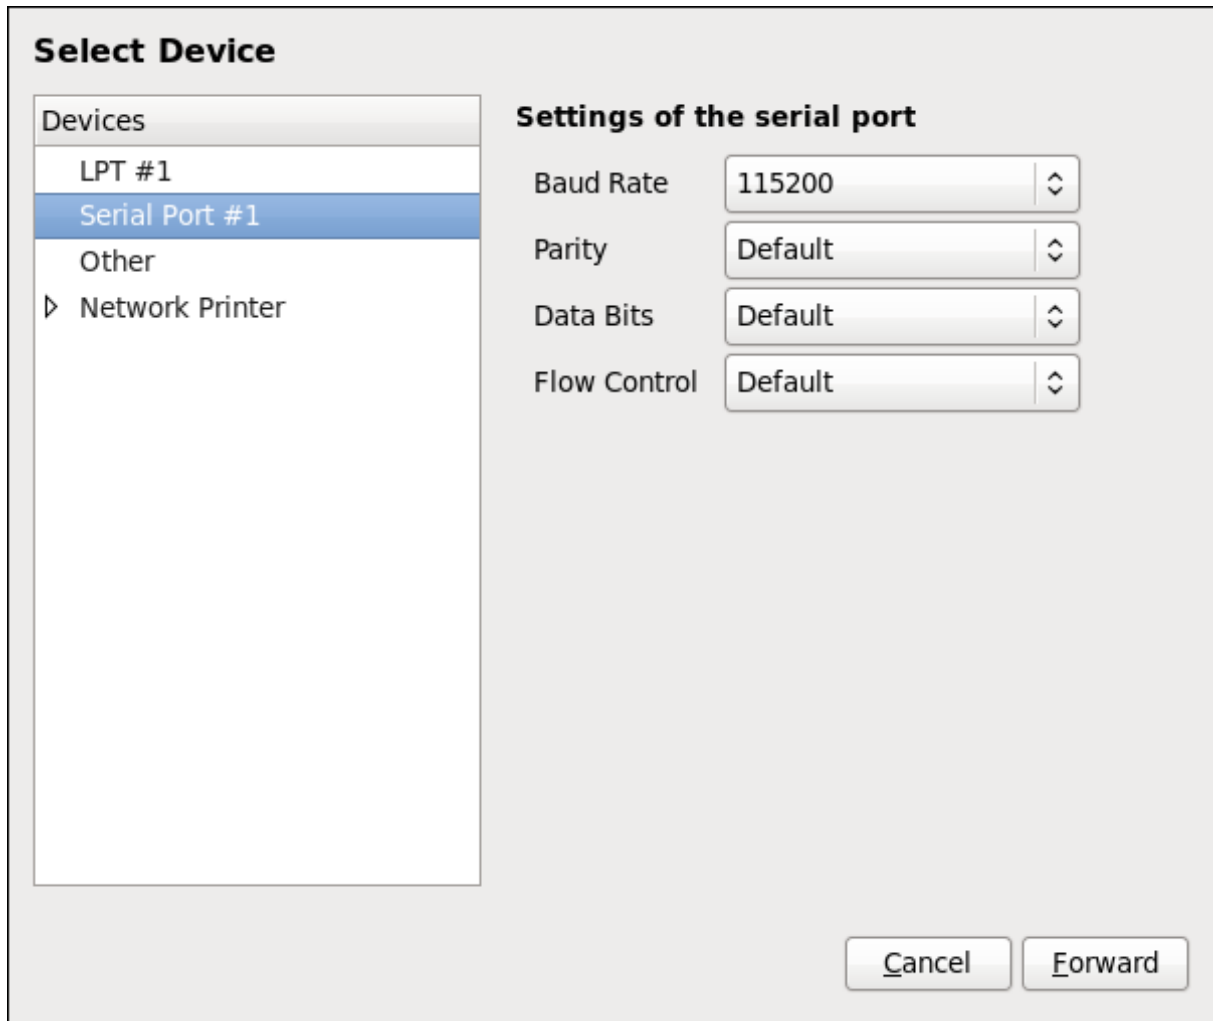 Select Device
Devices
LPT #1
Serial Port #1
Other
Network Printer
Settings of the serial port
Baud Rate 115200
Parity Default
Data Bits Default
Flow Control Default
Cancel Forward